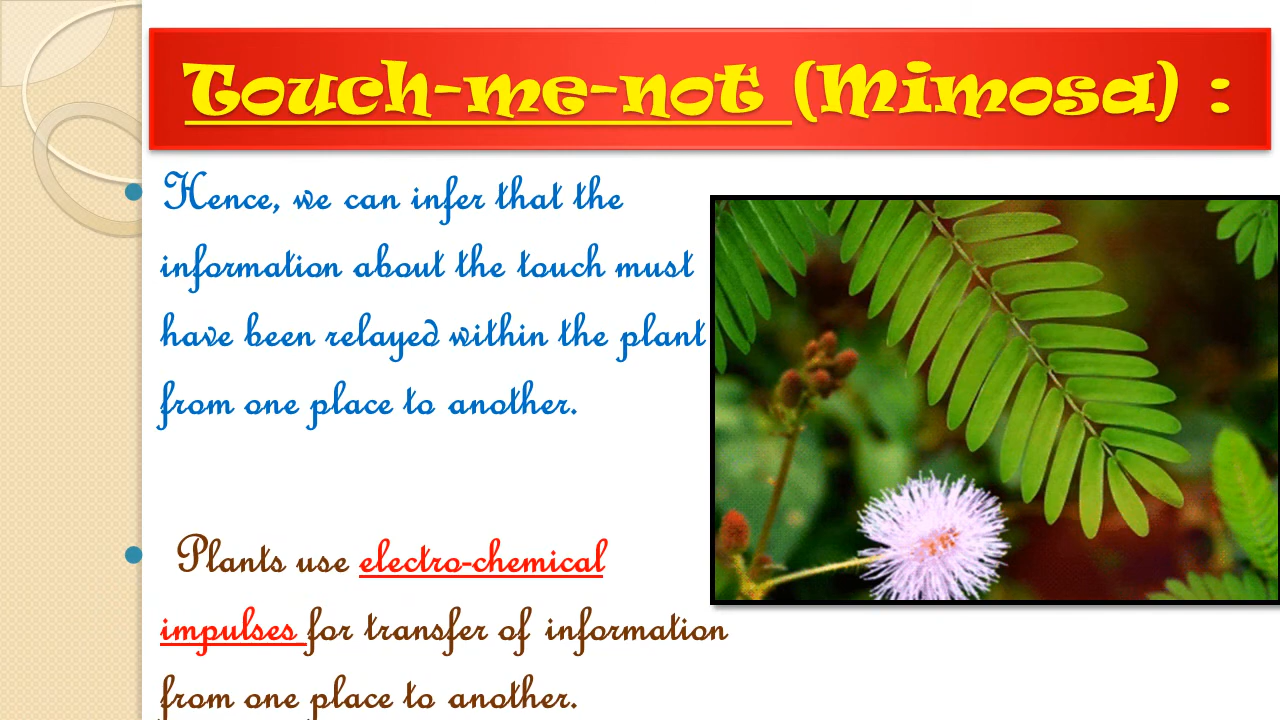 Touch-me-not (Mimosa) :
Hence, we can infer that the
information about the touch must
have been relayed within the plant
from one place to another.
Plants use electro-chemical
impulses for transfer of information
from one place to another.